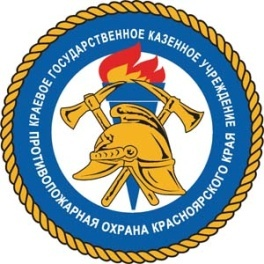 КРАЕВОЕ ГОСУДАРСТВЕННОЕ КАЗЕННОЕ УЧРЕЖДЕНИЕ
ПРОТИВОПОЖАРНАЯ ОХРАНА КРАСНОЯРСКОГО КРАЯ